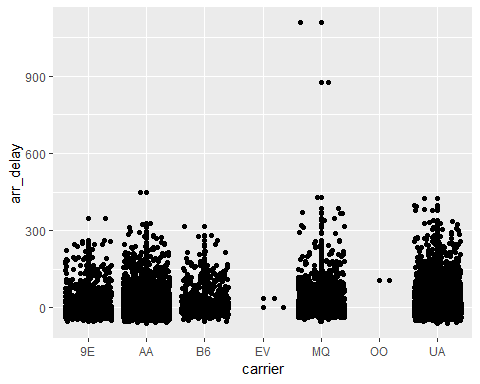 900
600
300
0
arr_delay
9E AA B6 EV MQ OO UA
carrier